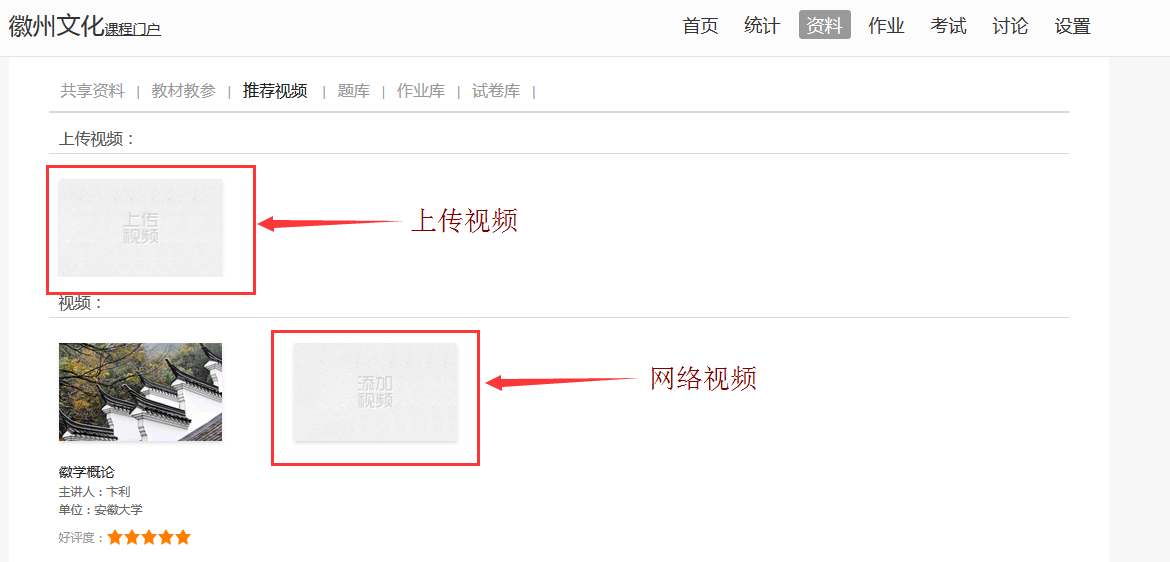 徽州文化课程门户 首页 统计 资料 作业 考试 讨论 设置
共享资料 | 教材教参 | 推荐视频 | 题库 | 作业库 | 试卷库 |
上传视频：
上传
视频
上传视频
视频：
添加
视频
网络视频
徽学概论
主讲人：卞利
单位：安徽大学
好评度：